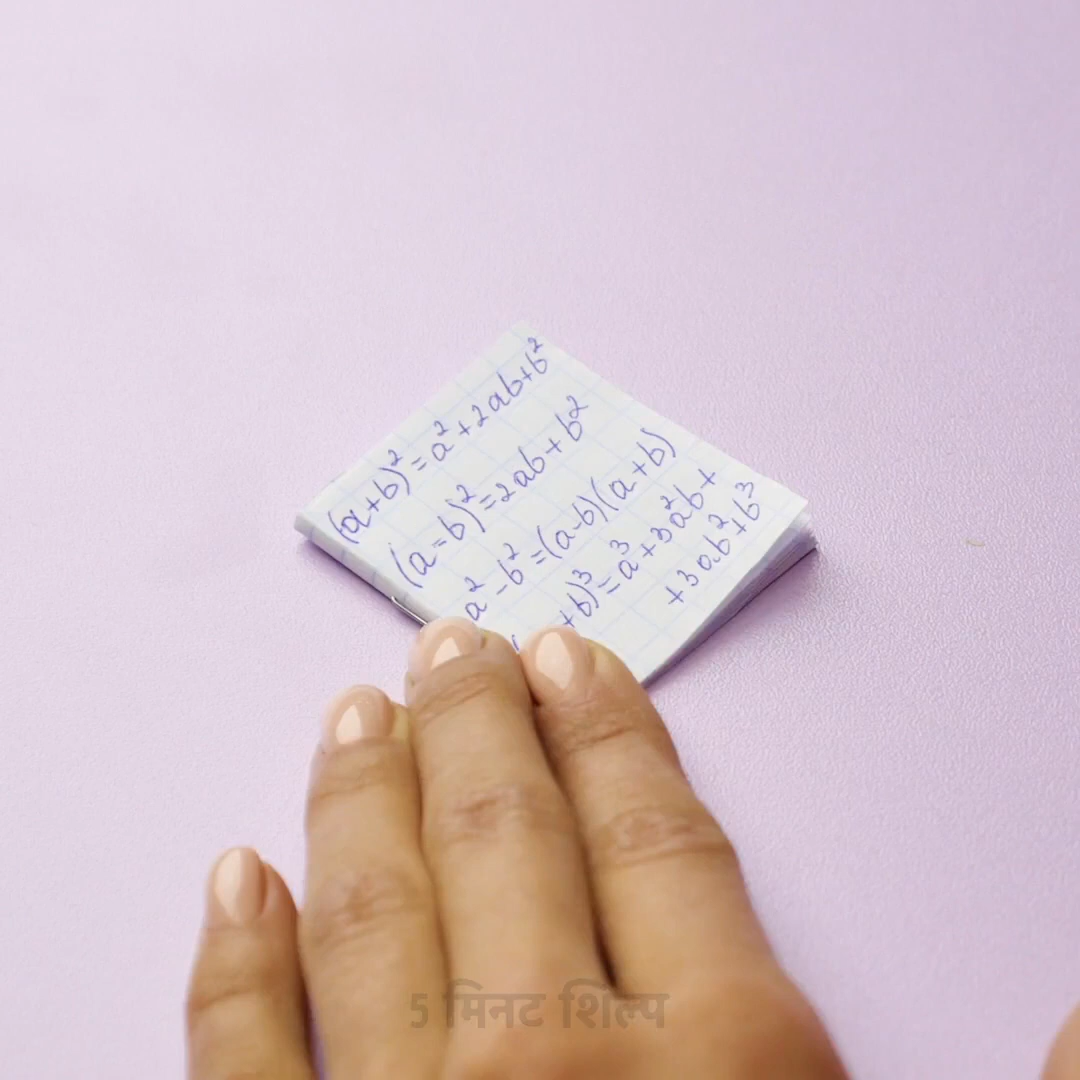 (a+b)²=a²+2ab+b²
(a-b)²=2ab+b²
a²-b²=(a-b)(a+b)
+b)³=a³+3a²b+
+3ab²+b³
5 मिनट शिल्प